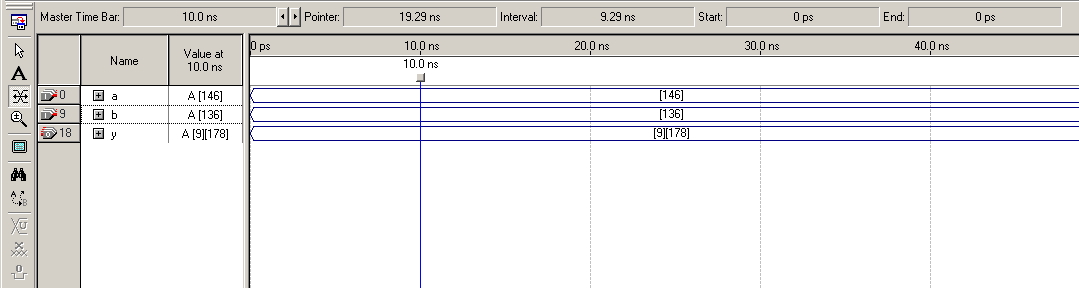 Master Time Bar: 10.0 ns Pointer: 19.29 ns Interval: 9.29 ns Start: 0 ps End: 0 ps
Name Value at 10.0 ns 0 ps 10.0 ns 20.0 ns 30.0 ns 40.0 ns
10.0 ns
0 a A [146] [146]
9 b A [136] [136]
18 y A [9][178] [9][178]
A